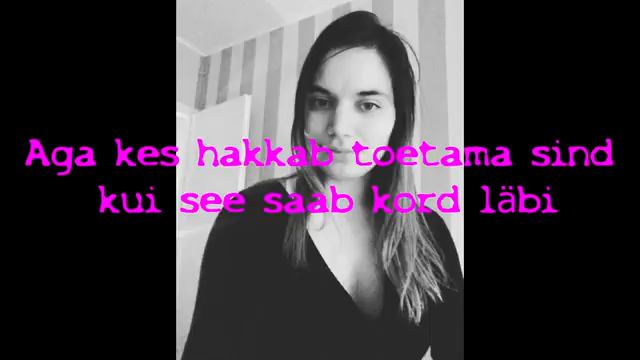 Aga kes hakkab toetama sind
kui see saab kord läbi